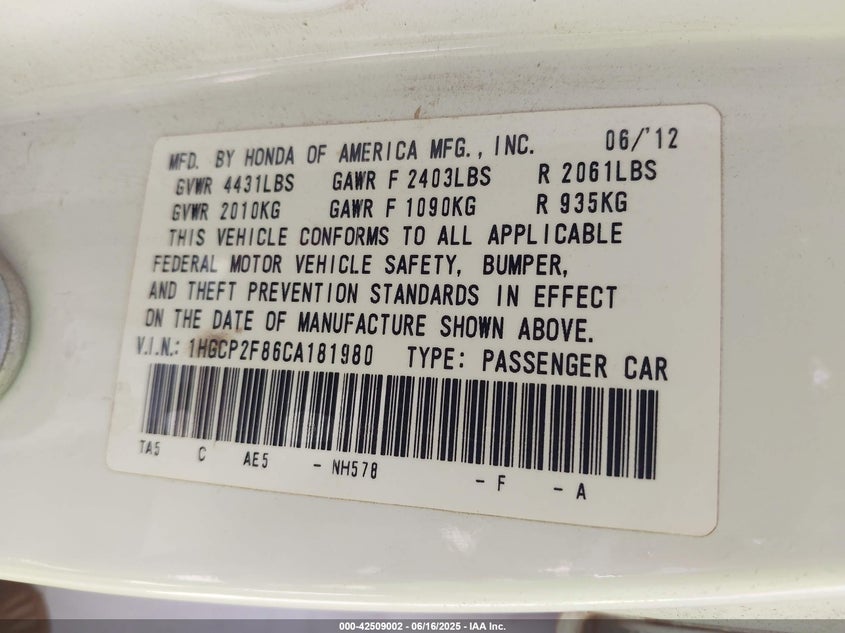 MFD. BY HONDA OF AMERICA MFG., INC. 06/'12
GVWR 4431LBS GAWR F 2403LBS R 2061LBS
GVWR 2010KG GAWR F 1090KG R 935KG
THIS VEHICLE CONFORMS TO ALL APPLICABLE
FEDERAL MOTOR VEHICLE SAFETY, BUMPER,
AND THEFT PREVENTION STANDARDS IN EFFECT
ON THE DATE OF MANUFACTURE SHOWN ABOVE.
V.I.N.: 1HGCP2F86CA181980 TYPE: PASSENGER CAR
TA5 C AE5 - NH578 - F - A
000-42509002 - 06/16/2025 - IAA Inc.